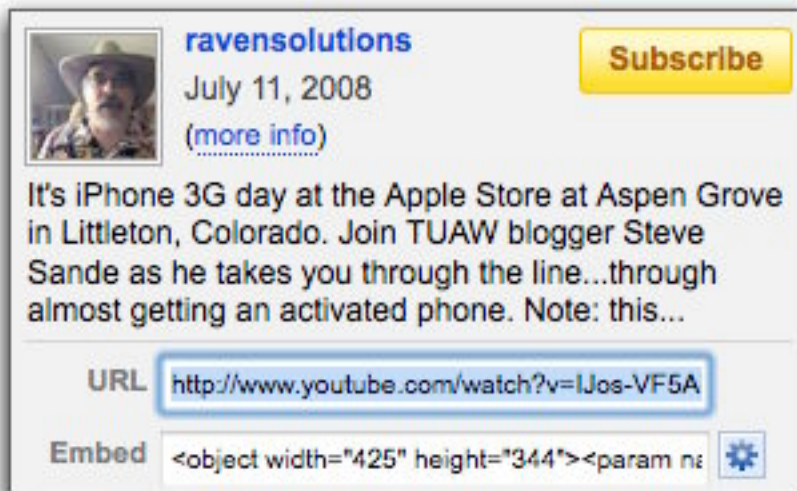 ravensolutions
Subscribe
July 11, 2008
(more info)
It's iPhone 3G day at the Apple Store at Aspen Grove
in Littleton, Colorado. Join TUAW blogger Steve
Sande as he takes you through the line...through
almost getting an activated phone. Note: this...
URL http://www.youtube.com/watch?v=IJos-VF5A
Embed <object width="425" height="344"><param na